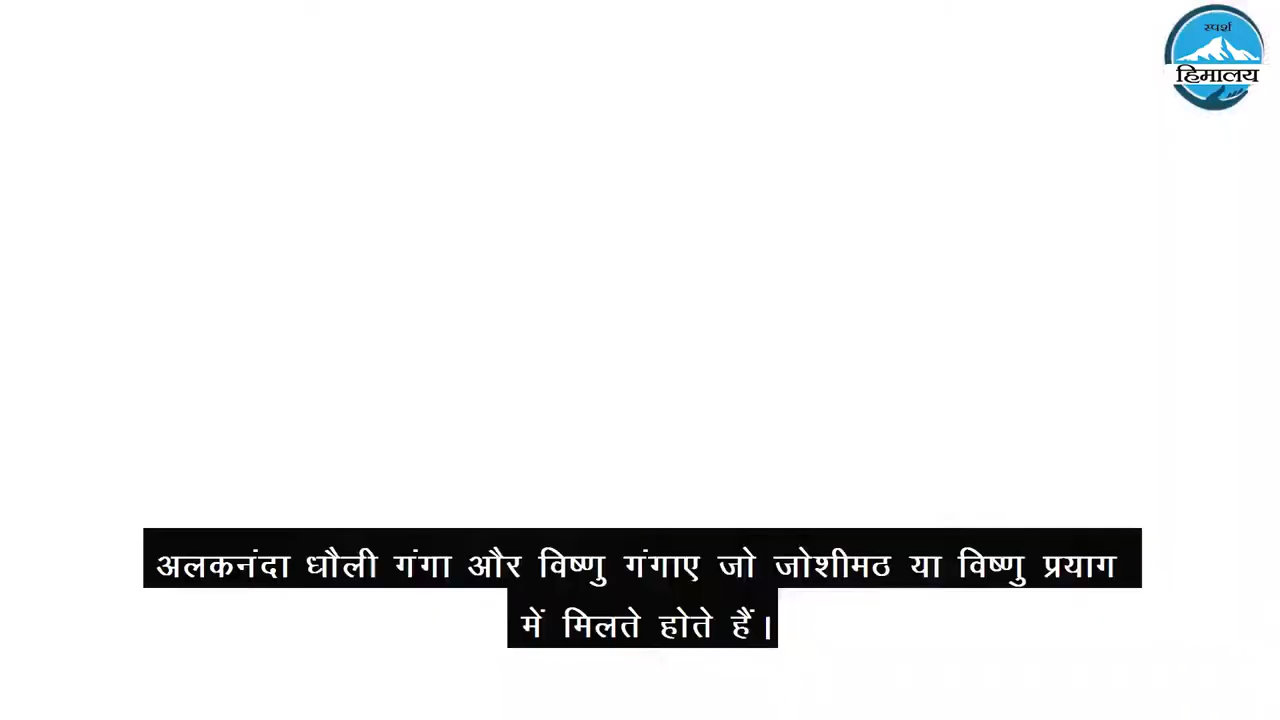 स्पर्श
हिमालय
अलकनंदा धौली गंगा और विष्णु गंगाए जो जोशीमठ या विष्णु प्रयाग
में मिलते होते हैं।